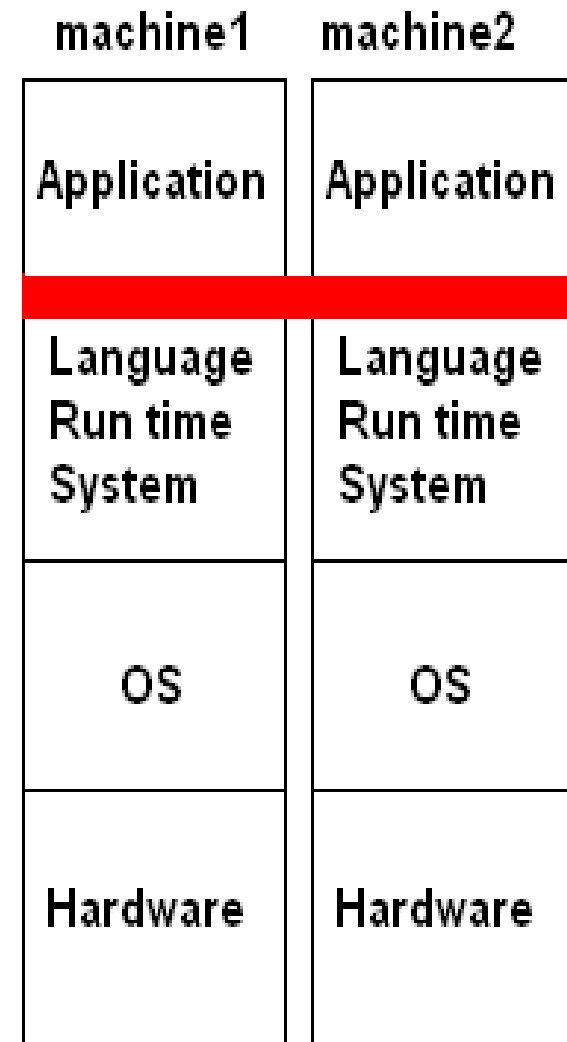 machine1 machine2
Application Application
Language Language
Run time Run time
System System
OS OS
Hardware Hardware